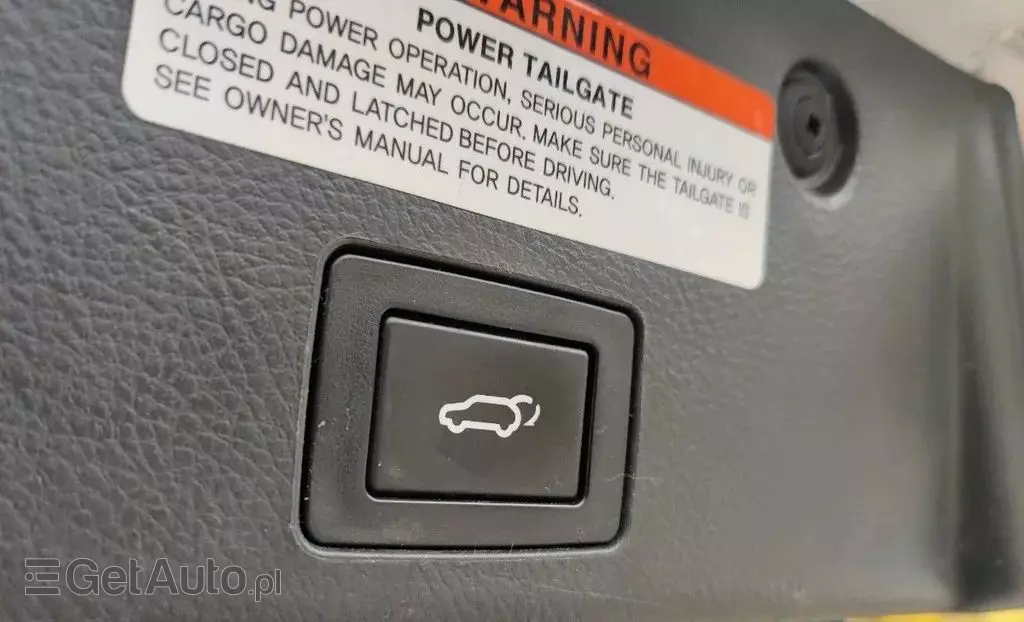 WARNING
POWER TAILGATE
POWER OPERATION, SERIOUS PERSONAL INJURY OR
CARGO DAMAGE MAY OCCUR. MAKE SURE THE TAILGATE IS
CLOSED AND LATCHED BEFORE DRIVING.
SEE OWNER'S MANUAL FOR DETAILS.
GetAuto.pl